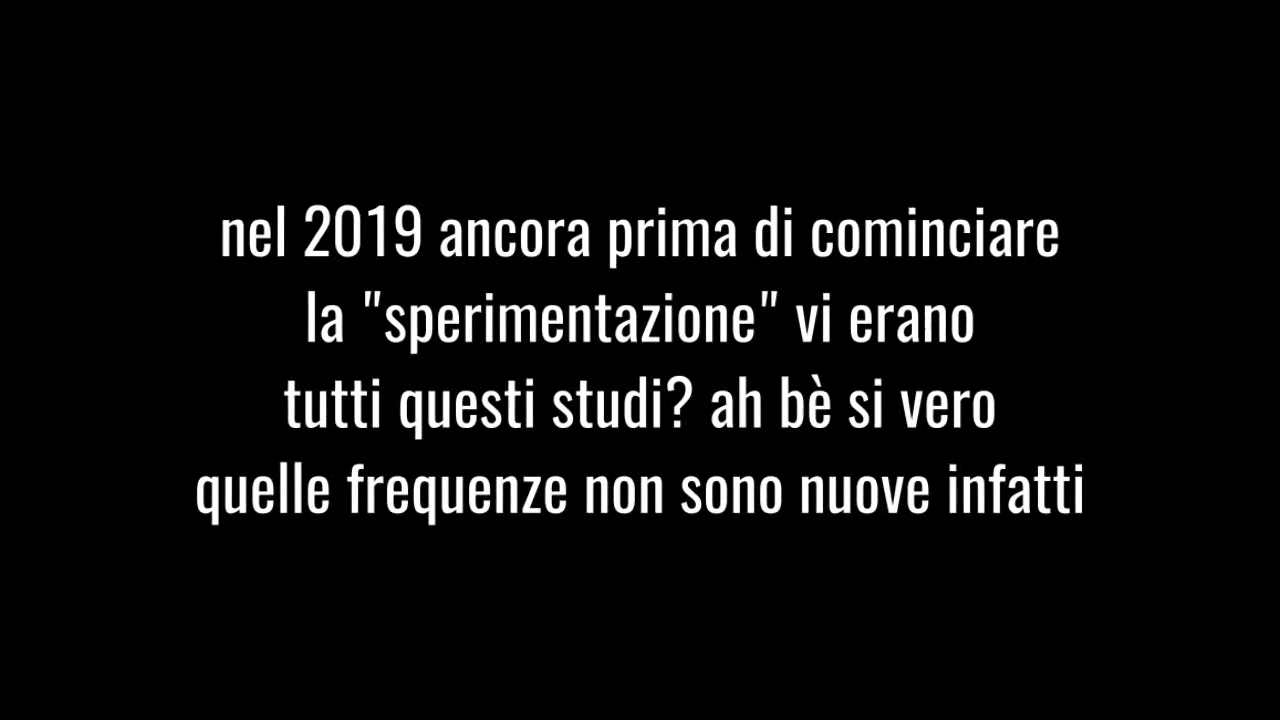 nel 2019 ancora prima di cominciare
la "sperimentazione" vi erano
tutti questi studi? ah bè si vero
quelle frequenze non sono nuove infatti